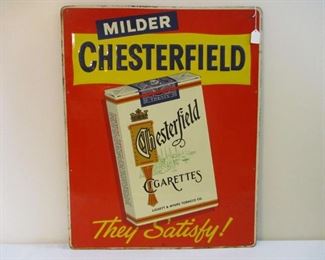 MILDER
CHESTERFIELD
Chesterfield
CIGARETTES
LIGGETT & MYERS TOBACCO CO.
They Satisfy!